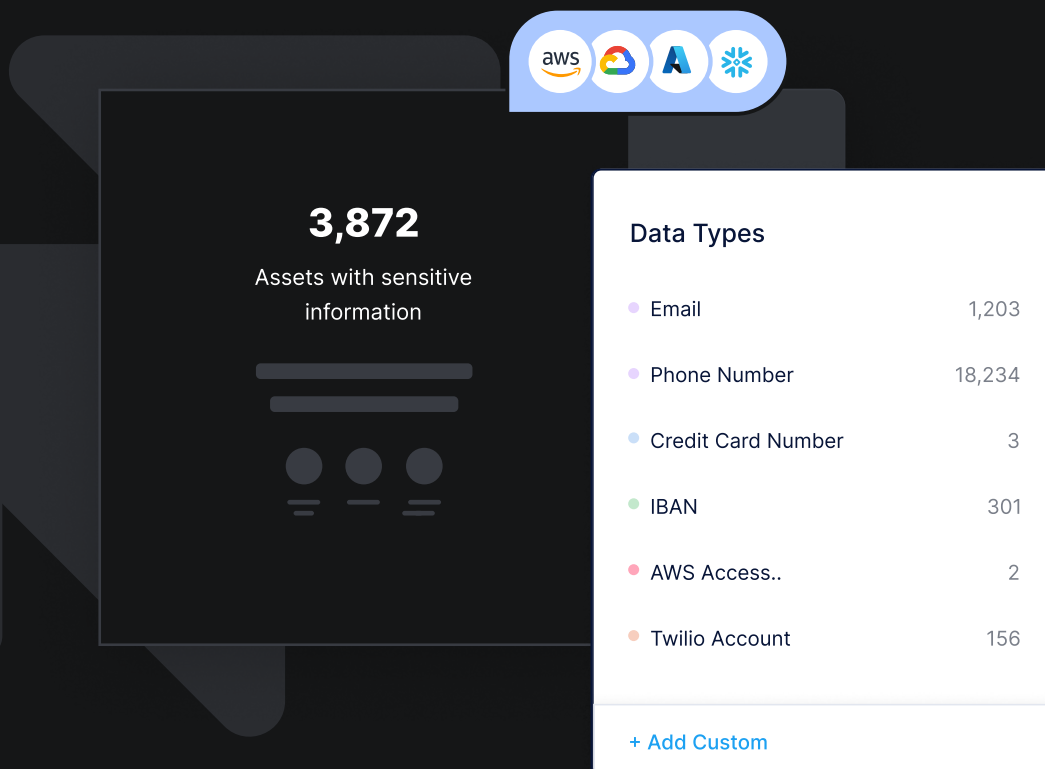 aws
3,872
Assets with sensitive
information
Data Types
Email 1,203
Phone Number 18,234
Credit Card Number 3
IBAN 301
AWS Access.. 2
Twilio Account 156
+ Add Custom